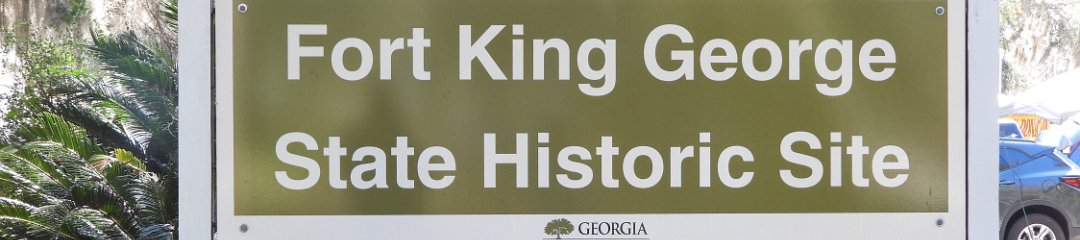 Fort King George
State Historic Site
GEORGIA